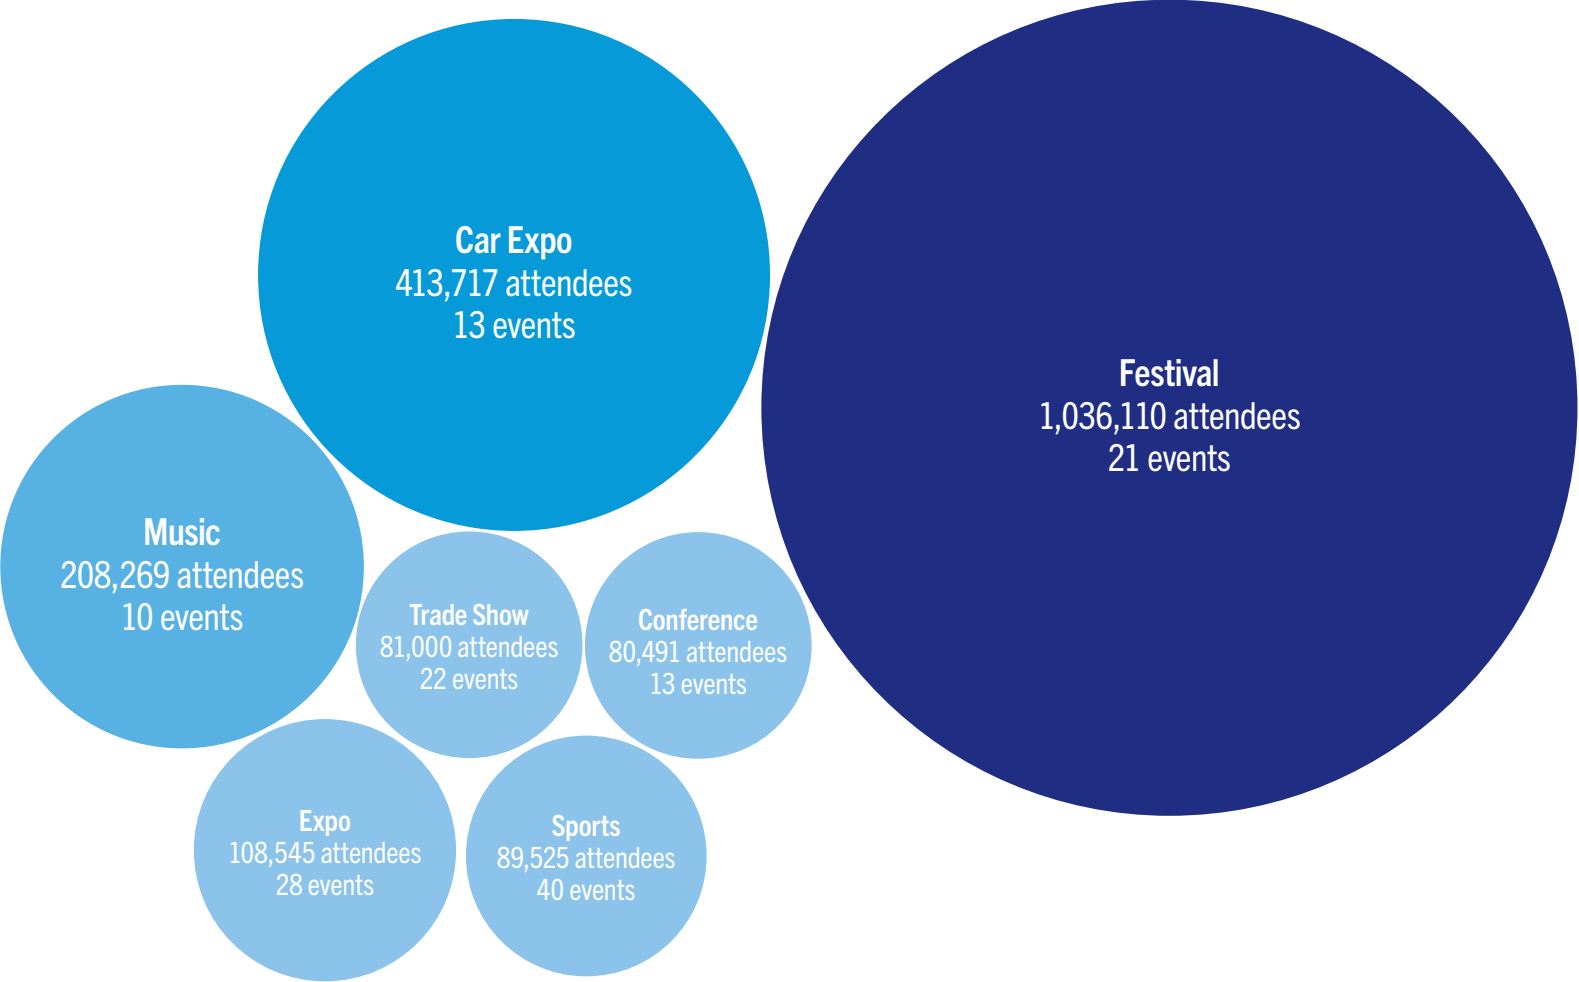 Car Expo
413,717 attendees
13 events
Festival
1,036,110 attendees
21 events
Music
208,269 attendees
10 events
Trade Show
81,000 attendees
22 events
Conference
80,491 attendees
13 events
Expo
108,545 attendees
28 events
Sports
89,525 attendees
40 events